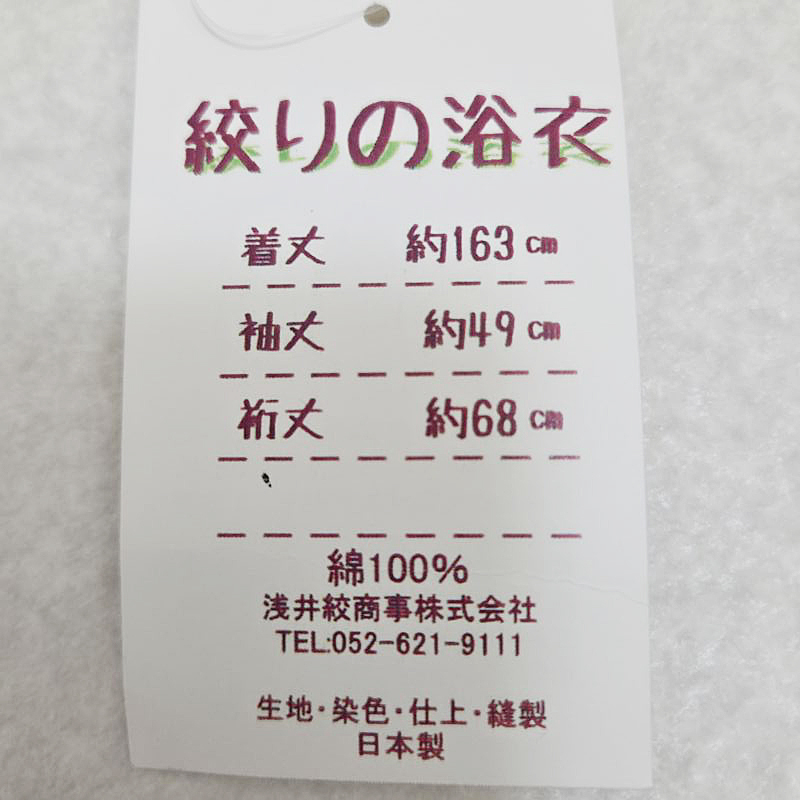 絞りの浴衣
着丈 約163cm
袖丈 約49cm
裄丈 約68cm
綿100%
浅井絞商事株式会社
TEL:052-621-9111
生地・染色・仕上・縫製
日本製